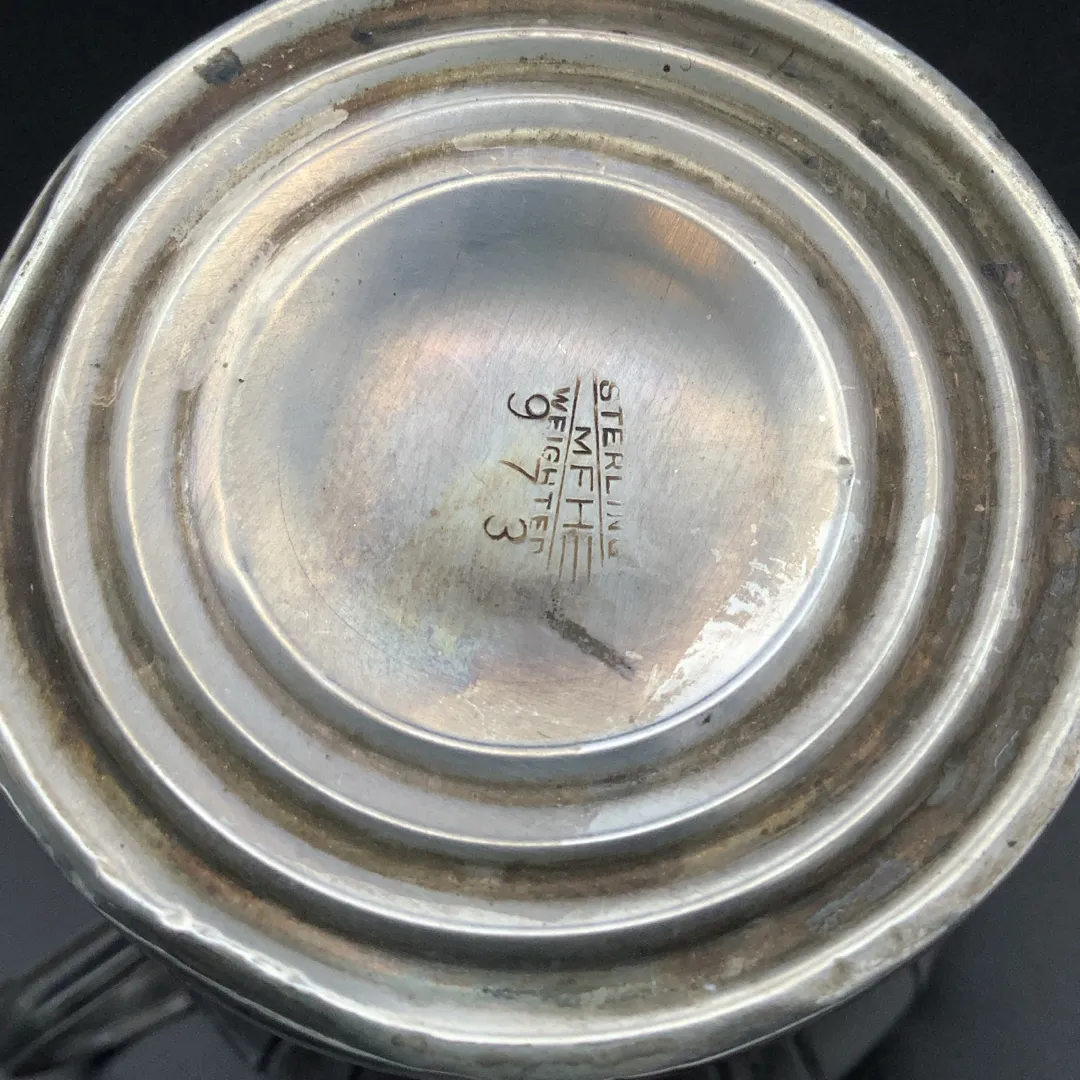 STERLING
MFH
WEIGHTED
973